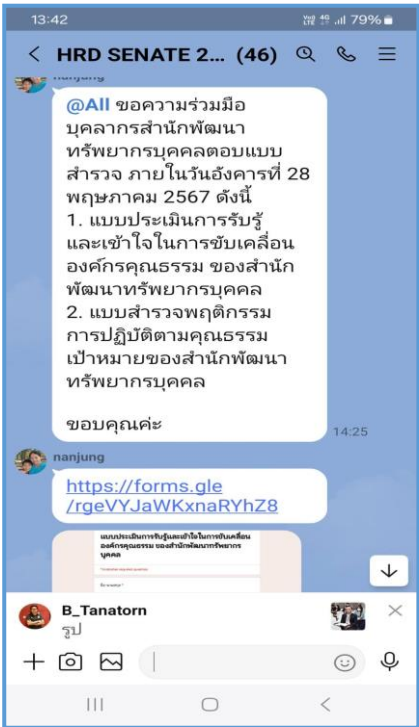 13:42
79%
HRD SENATE 2... (46)
nanjung
@All ขอความร่วมมือ
บุคลากรสำนักพัฒนา
ทรัพยากรบุคคลตอบแบบ
สำรวจ ภายในวันอังคารที่ 28
พฤษภาคม 2567 ดังนี้
1. แบบประเมินการรับรู้
และเข้าใจในการขับเคลื่อน
องค์กรคุณธรรม ของสำนัก
พัฒนาทรัพยากรบุคคล
2. แบบสำรวจพฤติกรรม
การปฏิบัติตามคุณธรรม
เป้าหมายของสำนักพัฒนา
ทรัพยากรบุคคล
ขอบคุณค่ะ
14:25
nanjung
https://forms.gle
/rgeVYJaWKxnaRYhZ8
แบบประเมินการรับรู้และเข้าใจในการขับเคลื่อน
องค์กรคุณธรรม ของสำนักพัฒนาทรัพยากร
บุคคล
B_Tanatorn
รูป